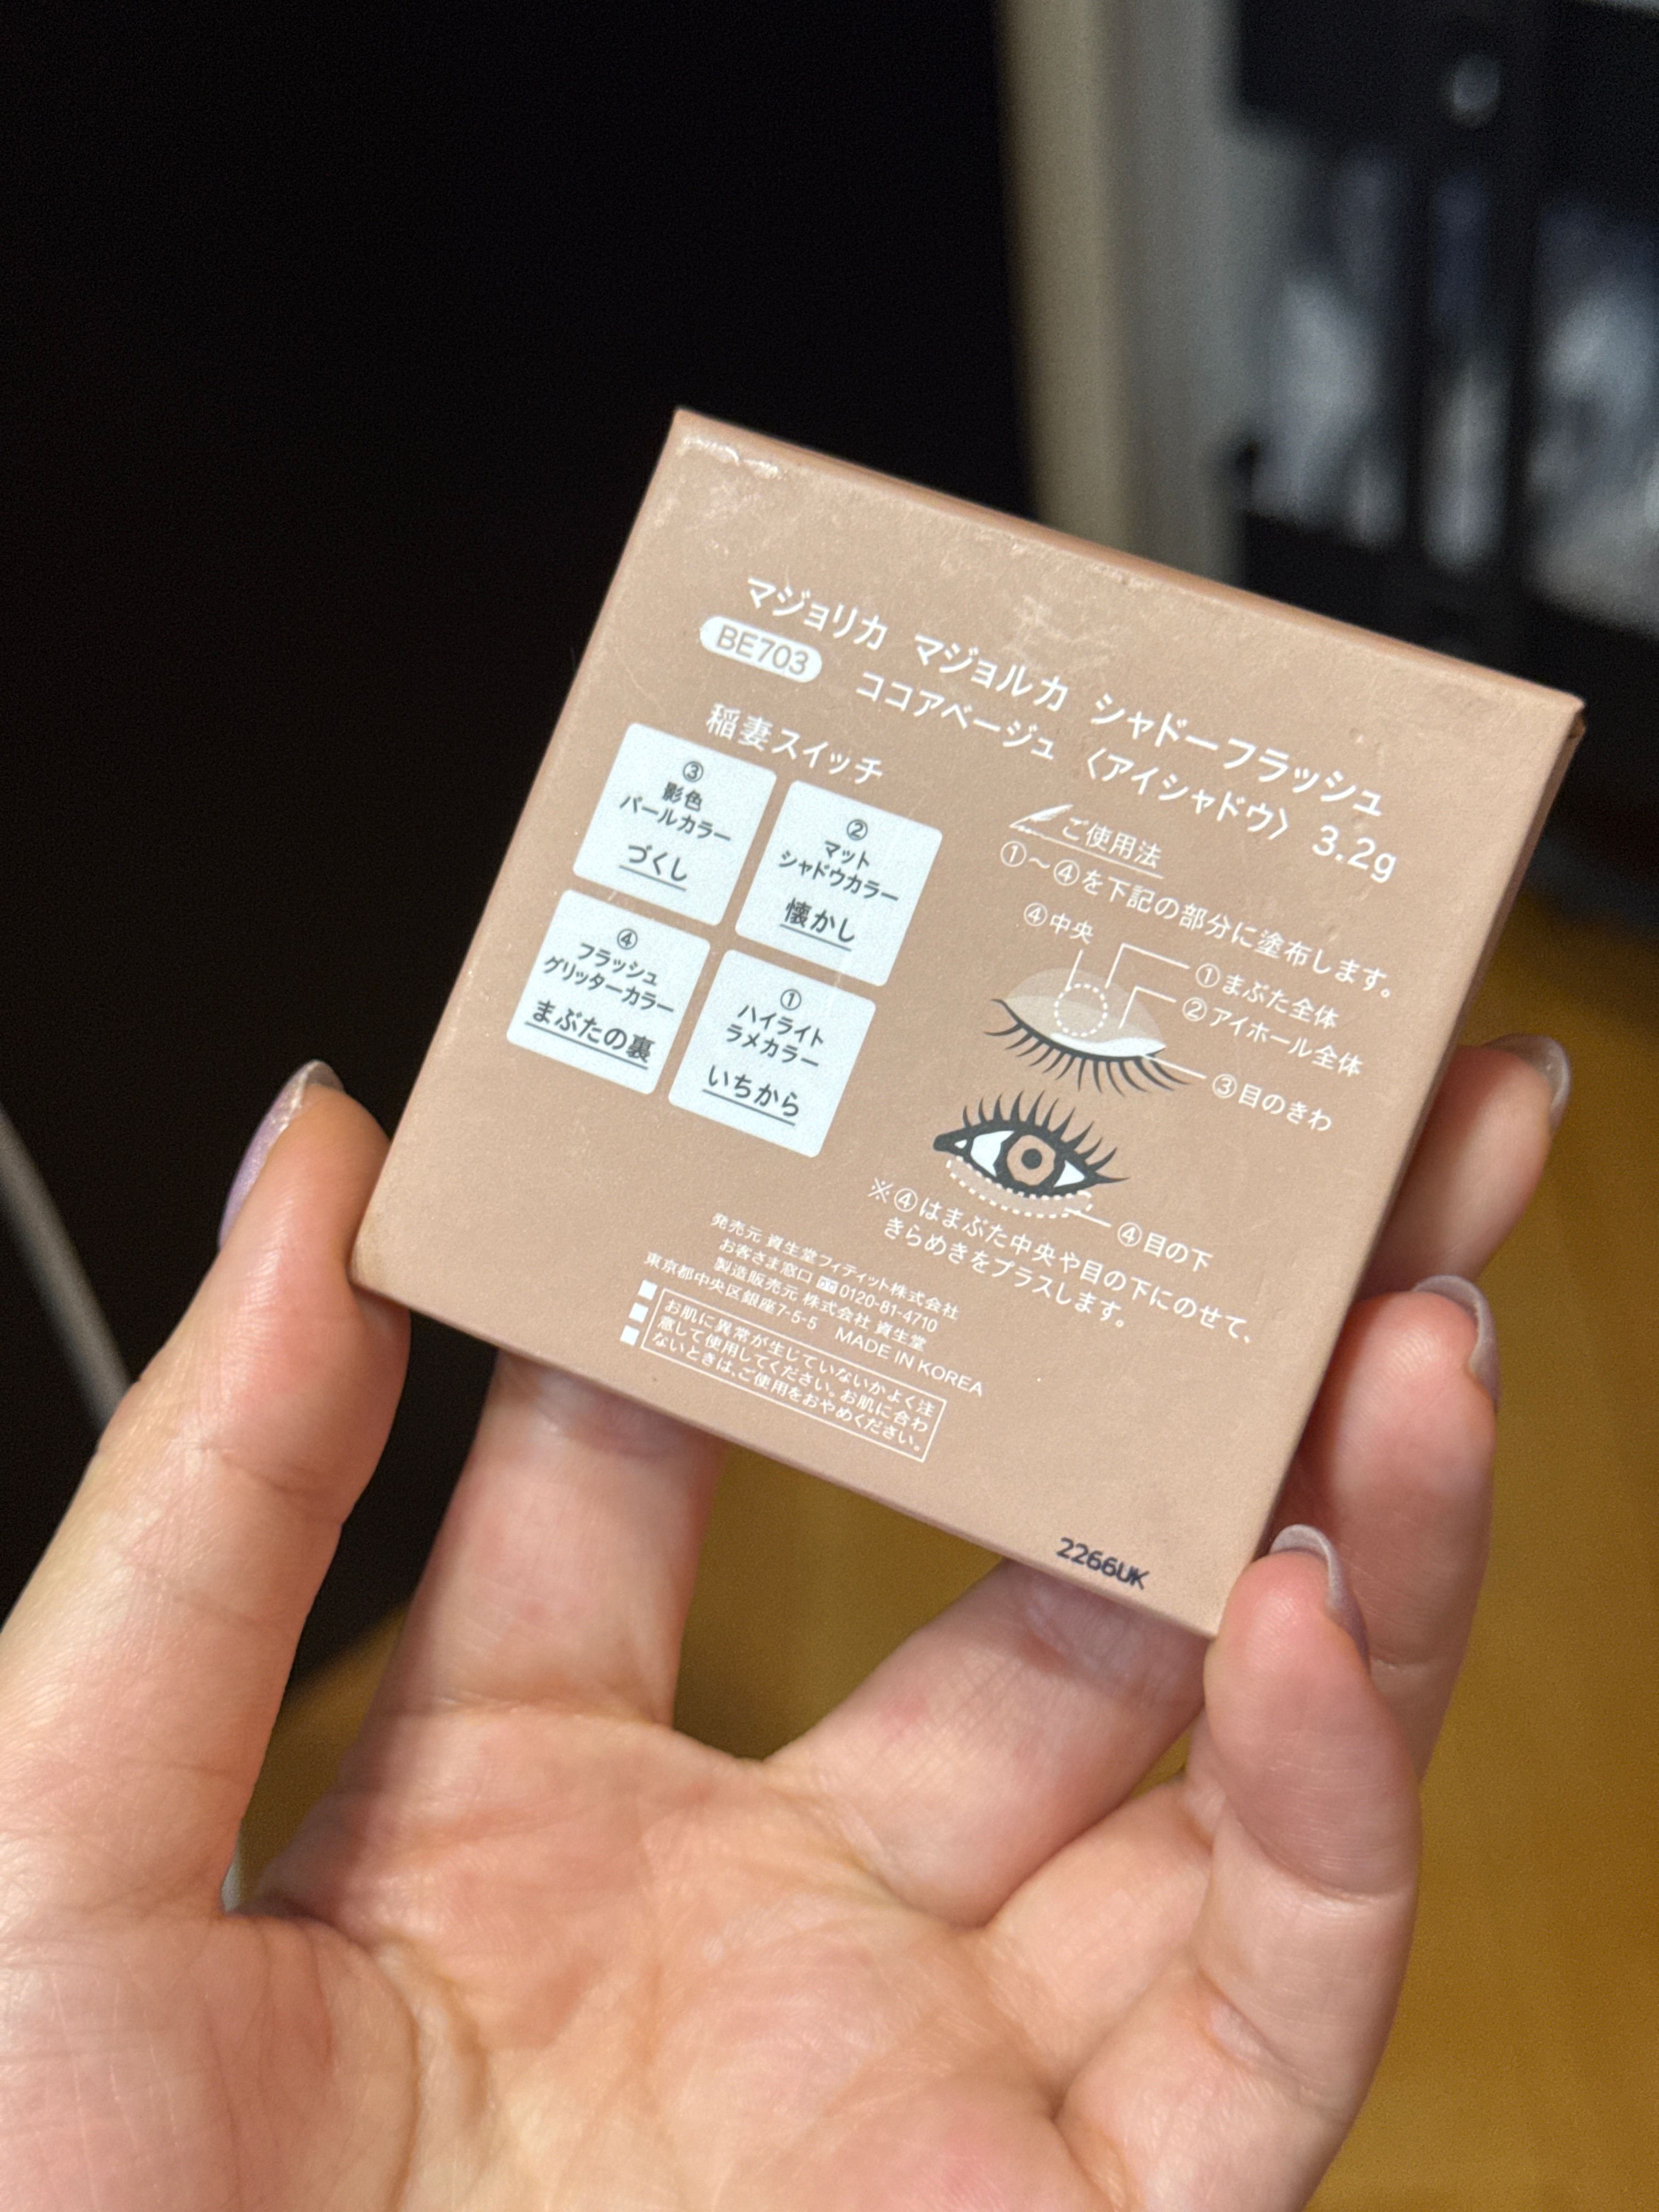 マジョリカ マジョルカ シャドーフラッシュ
BE703 ココアベージュ 〈アイシャドウ〉 3.2g
稲妻スイッチ
③
影色
パールカラー
づくし
②
マット
シャドウカラー
懐かし
④
フラッシュ
グリッターカラー
まぶたの裏
①
ハイライト
ラメカラー
いちから
ご使用法
①~④を下記の部分に塗布します。
④中央
①まぶた全体
②アイホール全体
③目のきわ
④目の下
※④はまぶた中央や目の下にのせて、
きらめきをプラスします。
発売元 資生堂フィティット株式会社
お客さま窓口 0120-81-4710
製造販売元 株式会社 資生堂
東京都中央区銀座7-5-5 MADE IN KOREA
お肌に異常が生じていないかよく注
意して使用してください。お肌に合わ
ないときは、ご使用をおやめください。
2266UK